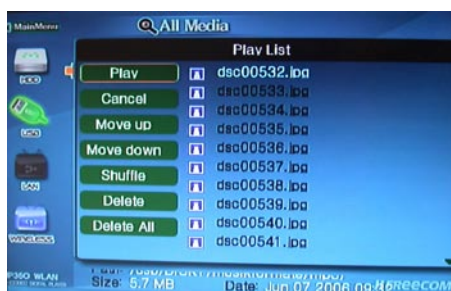 MainMenu
All Media
Play List
Play
Cancel
Move up
Move down
Shuffle
Delete
Delete All
dsc00532.jpg
dsc00533.jpg
dsc00534.jpg
dsc00535.jpg
dsc00536.jpg
dsc00537.jpg
dsc00538.jpg
dsc00539.jpg
dsc00540.jpg
dsc00541.jpg
HDD
USB
LAN
WIRELESS
P350 WLAN
Size: 5.7 MB
Date: Jun 07 2006
FREECOM